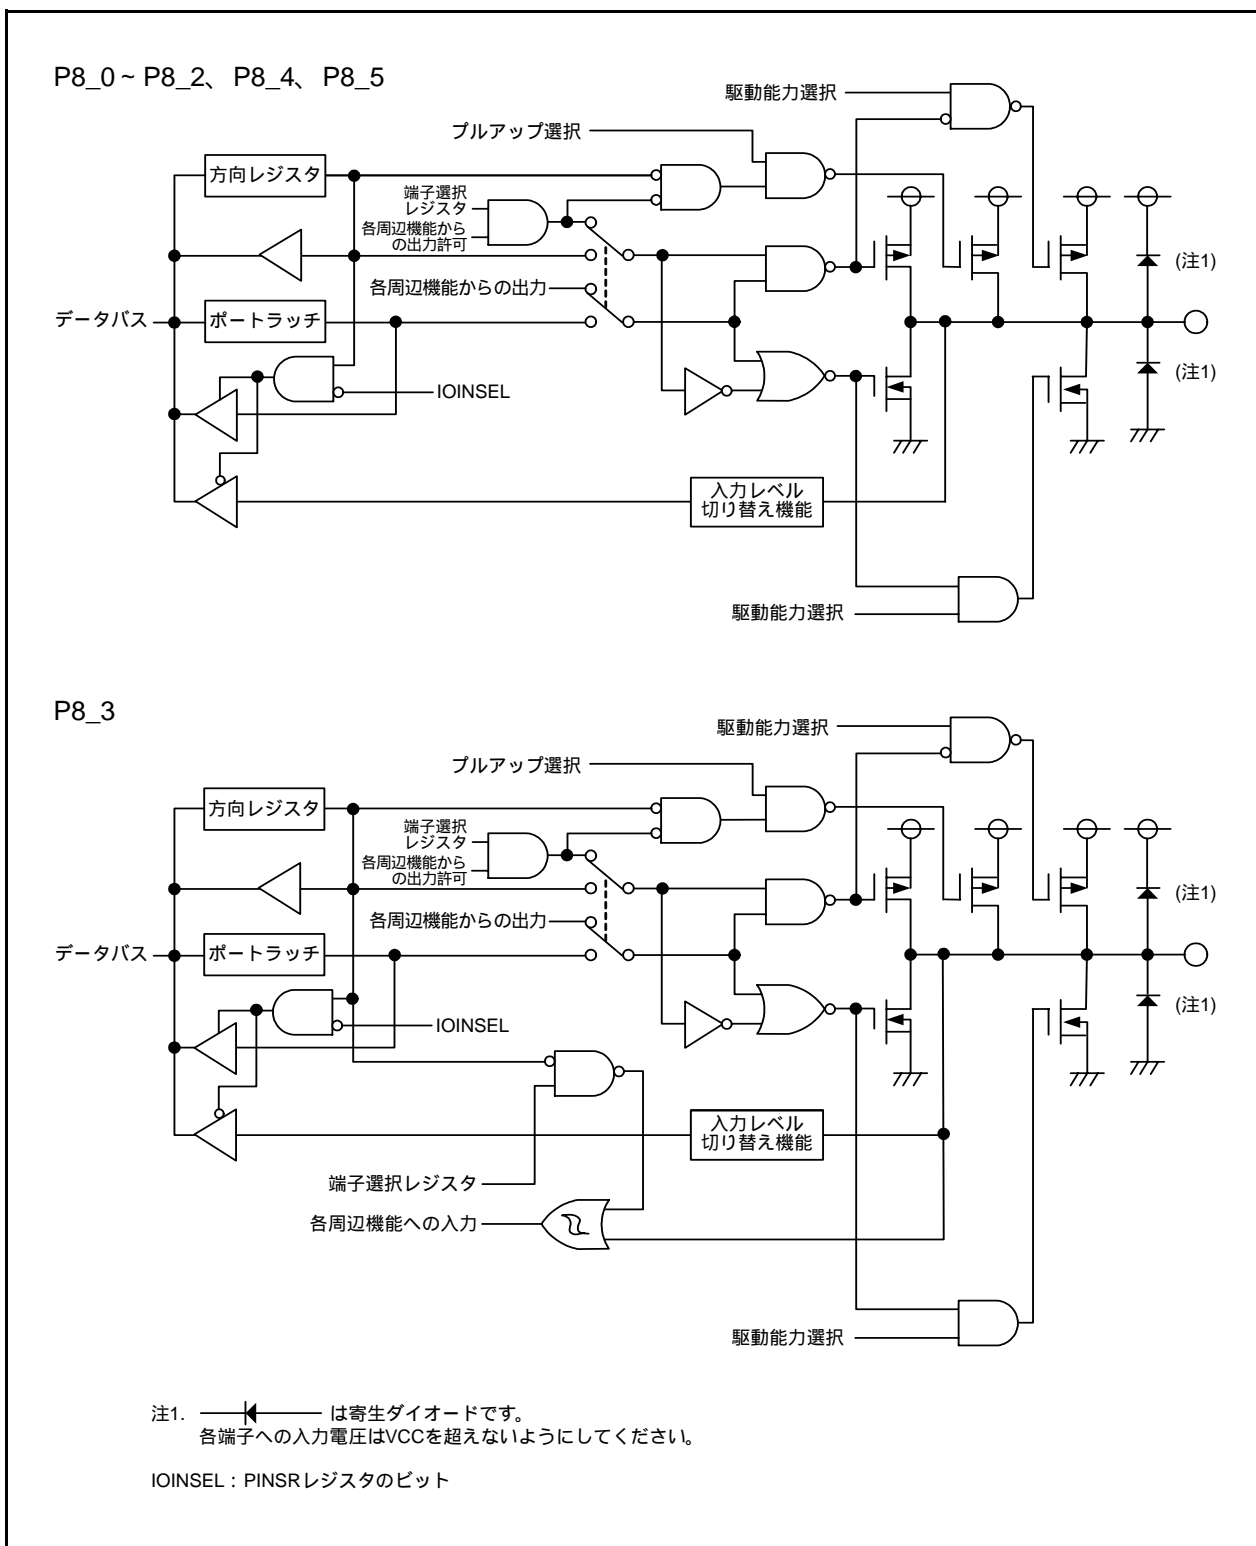 P8_0 ~ P8_2、P8_4、P8_5
駆動能力選択
プルアップ選択
方向レジスタ
端子選択
レジスタ
各周辺機能から
の出力許可
(注1)
各周辺機能からの出力
データバス
ポートラッチ
(注1)
IOINSEL
入力レベル
切り替え機能
駆動能力選択
P8_3
駆動能力選択
プルアップ選択
方向レジスタ
端子選択
レジスタ
各周辺機能から
の出力許可
(注1)
各周辺機能からの出力
データバス
ポートラッチ
(注1)
IOINSEL
入力レベル
切り替え機能
端子選択レジスタ
各周辺機能への入力
駆動能力選択
注1. は寄生ダイオードです。
各端子への入力電圧はVCCを超えないようにしてください。
IOINSEL : PINSRレジスタのビット